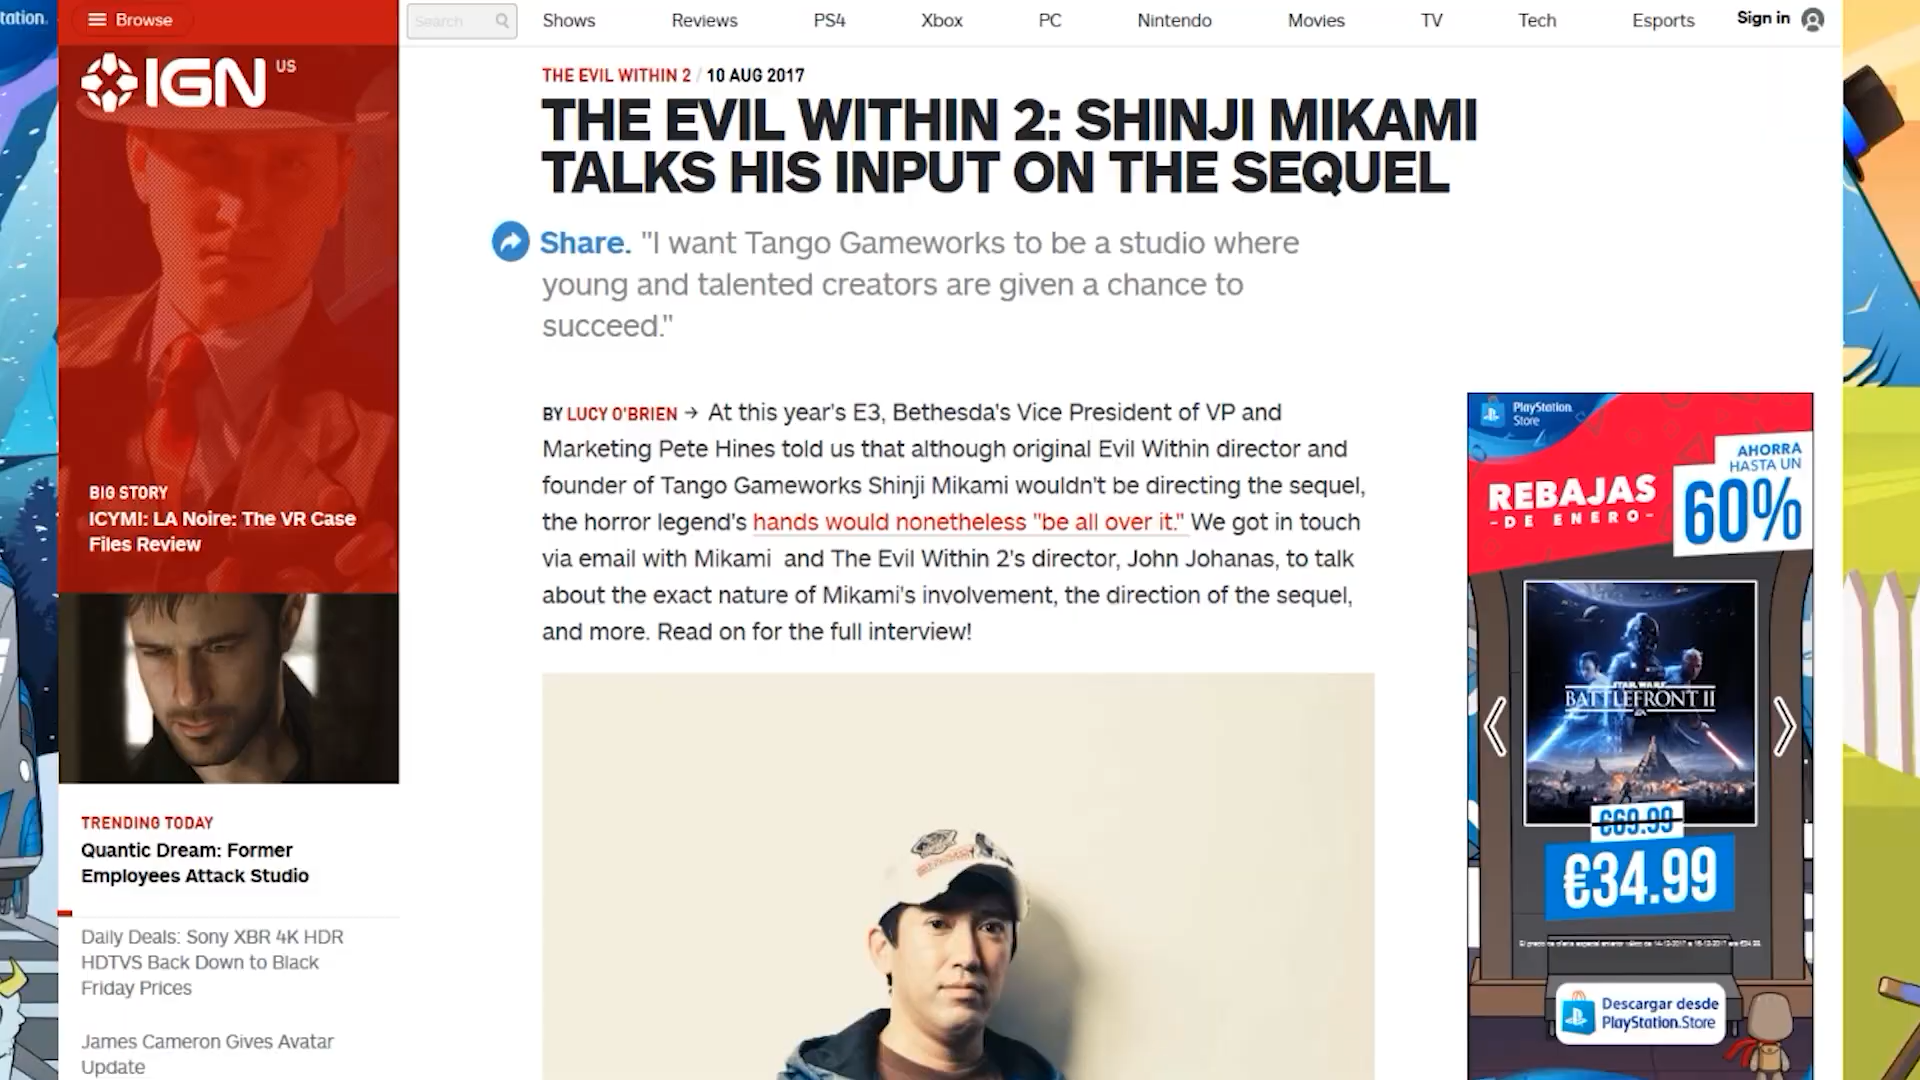 tation.
Browse
Search
Shows
Reviews
PS4
Xbox
PC
Nintendo
Movies
TV
Tech
Esports
Sign in
IGN US
BIG STORY
ICYMI: LA Noire: The VR Case
Files Review
TRENDING TODAY
Quantic Dream: Former
Employees Attack Studio
Daily Deals: Sony XBR 4K HDR
HDTVS Back Down to Black
Friday Prices
James Cameron Gives Avatar
Update
THE EVIL WITHIN 2 / 10 AUG 2017
THE EVIL WITHIN 2: SHINJI MIKAMI
TALKS HIS INPUT ON THE SEQUEL
Share. "I want Tango Gameworks to be a studio where
young and talented creators are given a chance to
succeed."
BY LUCY O'BRIEN → At this year's E3, Bethesda's Vice President of VP and
Marketing Pete Hines told us that although original Evil Within director and
founder of Tango Gameworks Shinji Mikami wouldn't be directing the sequel,
the horror legend's hands would nonetheless "be all over it." We got in touch
via email with Mikami and The Evil Within 2's director, John Johanas, to talk
about the exact nature of Mikami's involvement, the direction of the sequel,
and more. Read on for the full interview!
PlayStation
Store
REBAJAS
-DE ENERO-
AHORRA
HASTA UN
60%
STAR WARS
BATTLEFRONT II
EA
€69.99
€34.99
Descargar desde
PlayStation.Store